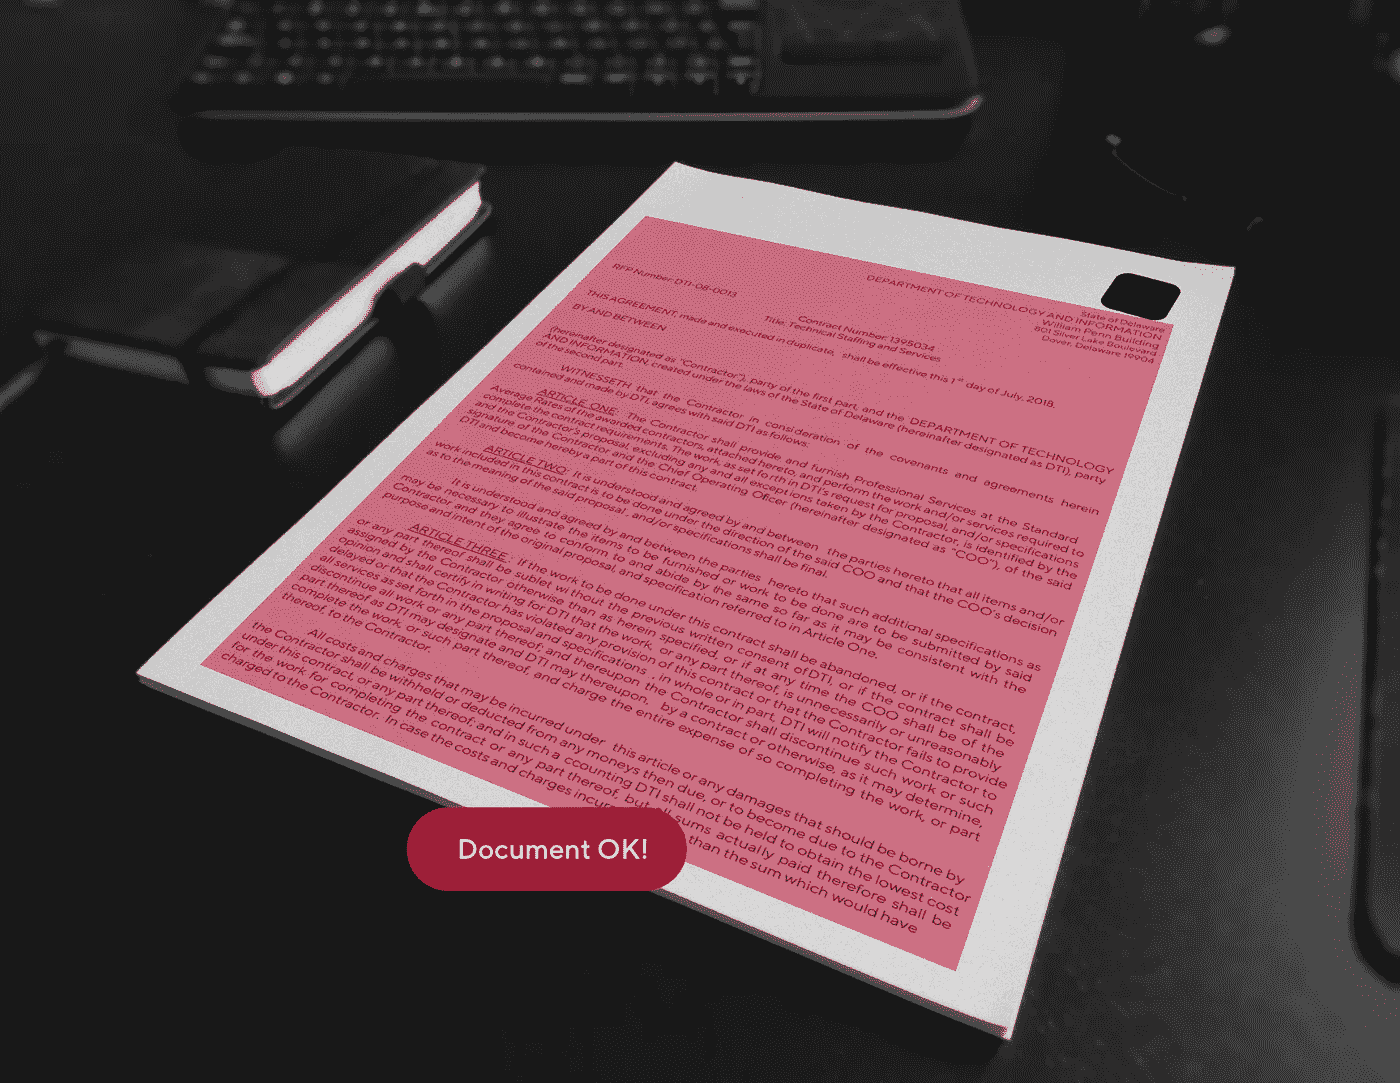 DEPARTMENT OF TECHNOLOGY AND INFORMATION
State of Delaware
William Penn Building
801 Silver Lake Boulevard
Dover, Delaware 19904
RFP Number DTI-08-0013
Contract Number: 1395034
Title: Technical Staffing and Services
THIS AGREEMENT, made and executed in duplicate, shall be effective this 1st day of July, 2018.
BY AND BETWEEN
(hereinafter designated as "Contractor"), party of the first part, and the DEPARTMENT OF TECHNOLOGY
AND INFORMATION, created under the laws of the State of Delaware (hereinafter designated as DTI), party
of the second part.
WITNESSETH that the Contractor in consideration of the covenants and agreements herein
contained and made by DTI, agrees with said DTI as follows:
ARTICLE ONE: The Contractor shall provide and furnish Professional Services at the Standard
Average Rates of the awarded contractors, attached hereto, and perform the work and/or services required to
complete the contract requirements. The work as set forth in DTI's request for proposal, and/or specifications
and the Contractor's proposal, excluding any and all exceptions taken by the Contractor, is identified by the
signature of the Contractor and the Chief Operating Oficer (hereinafter designated as "COO"), of the said
DTI and become hereby a part of this contract.
ARTICLE TWO: It is understood and agreed by and between the parties hereto that all items and/or
work included in this contract is to be done under the direction of the said COO and that the COO's decision
as to the meaning of the said proposal, and/or specifications shall be final.
It is understood and agreed by and between the parties hereto that such additional specifications as
may be necessary to illustrate the items to be furnished or work to be done are to be submitted by said
Contractor and they agree to conform to and abide by the same so far as it may be consistent with the
purpose and intent of the original proposal, and specification referred to in Article One.
ARTICLE THREE : If the work to be done under this contract shall be abandoned, or if the contract,
or any part thereof shall be sublet wi thout the previous written consent of DTI, or if the contract shall be
assigned by the Contractor otherwise than as herein specified, or if at any time the COO shall be of the
opinion and shall certify in writing for DTI that the work, or any part thereof, is unnecessarily or unreasonably
delayed or that the Contractor has violated any provision of this contract or that the Contractor fails to provide
all services as set forth in the proposal and specifications , in whole or in part, DTI will notify the Contractor to
discontinue all work or any part thereof; and thereupon the Contractor shall discontinue such work or such
part thereof as DTI may designate and DTI may thereupon, by a contract or otherwise, as it may determine,
complete the work, or such part thereof, and charge the entire expense of so completing the work, or part
thereof, to the Contractor.
All costs and charges that may be incurred under this article or any damages that should be borne by
the Contractor shall be withheld or deducted from any moneys then due, or to become due to the Contractor
under this contract, or any part thereof; and in such a ccounting DTI shall not be held to obtain the lowest cost
for the work for completing the contract or any part thereof, but sums actually paid therefore shall be
charged to the Contractor. In case the costs and charges than the sum which would have
Document OK!